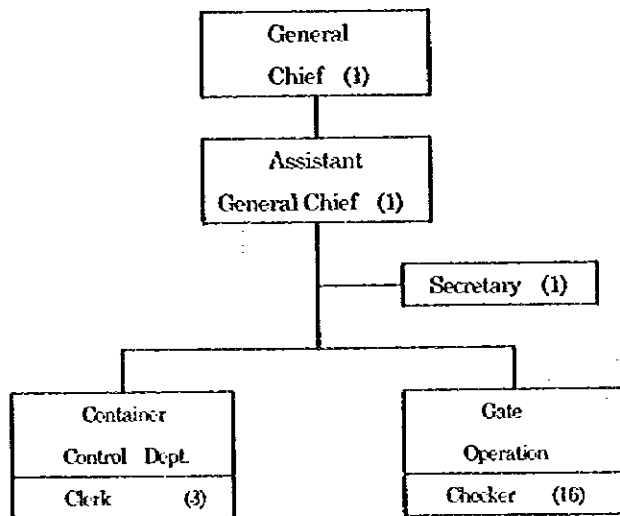 General
Chief (1)
Assistant
General Chief (1)
Secretary (1)
Container
Control Dept.
Clerk (3)
Gate
Operation
Checker (16)